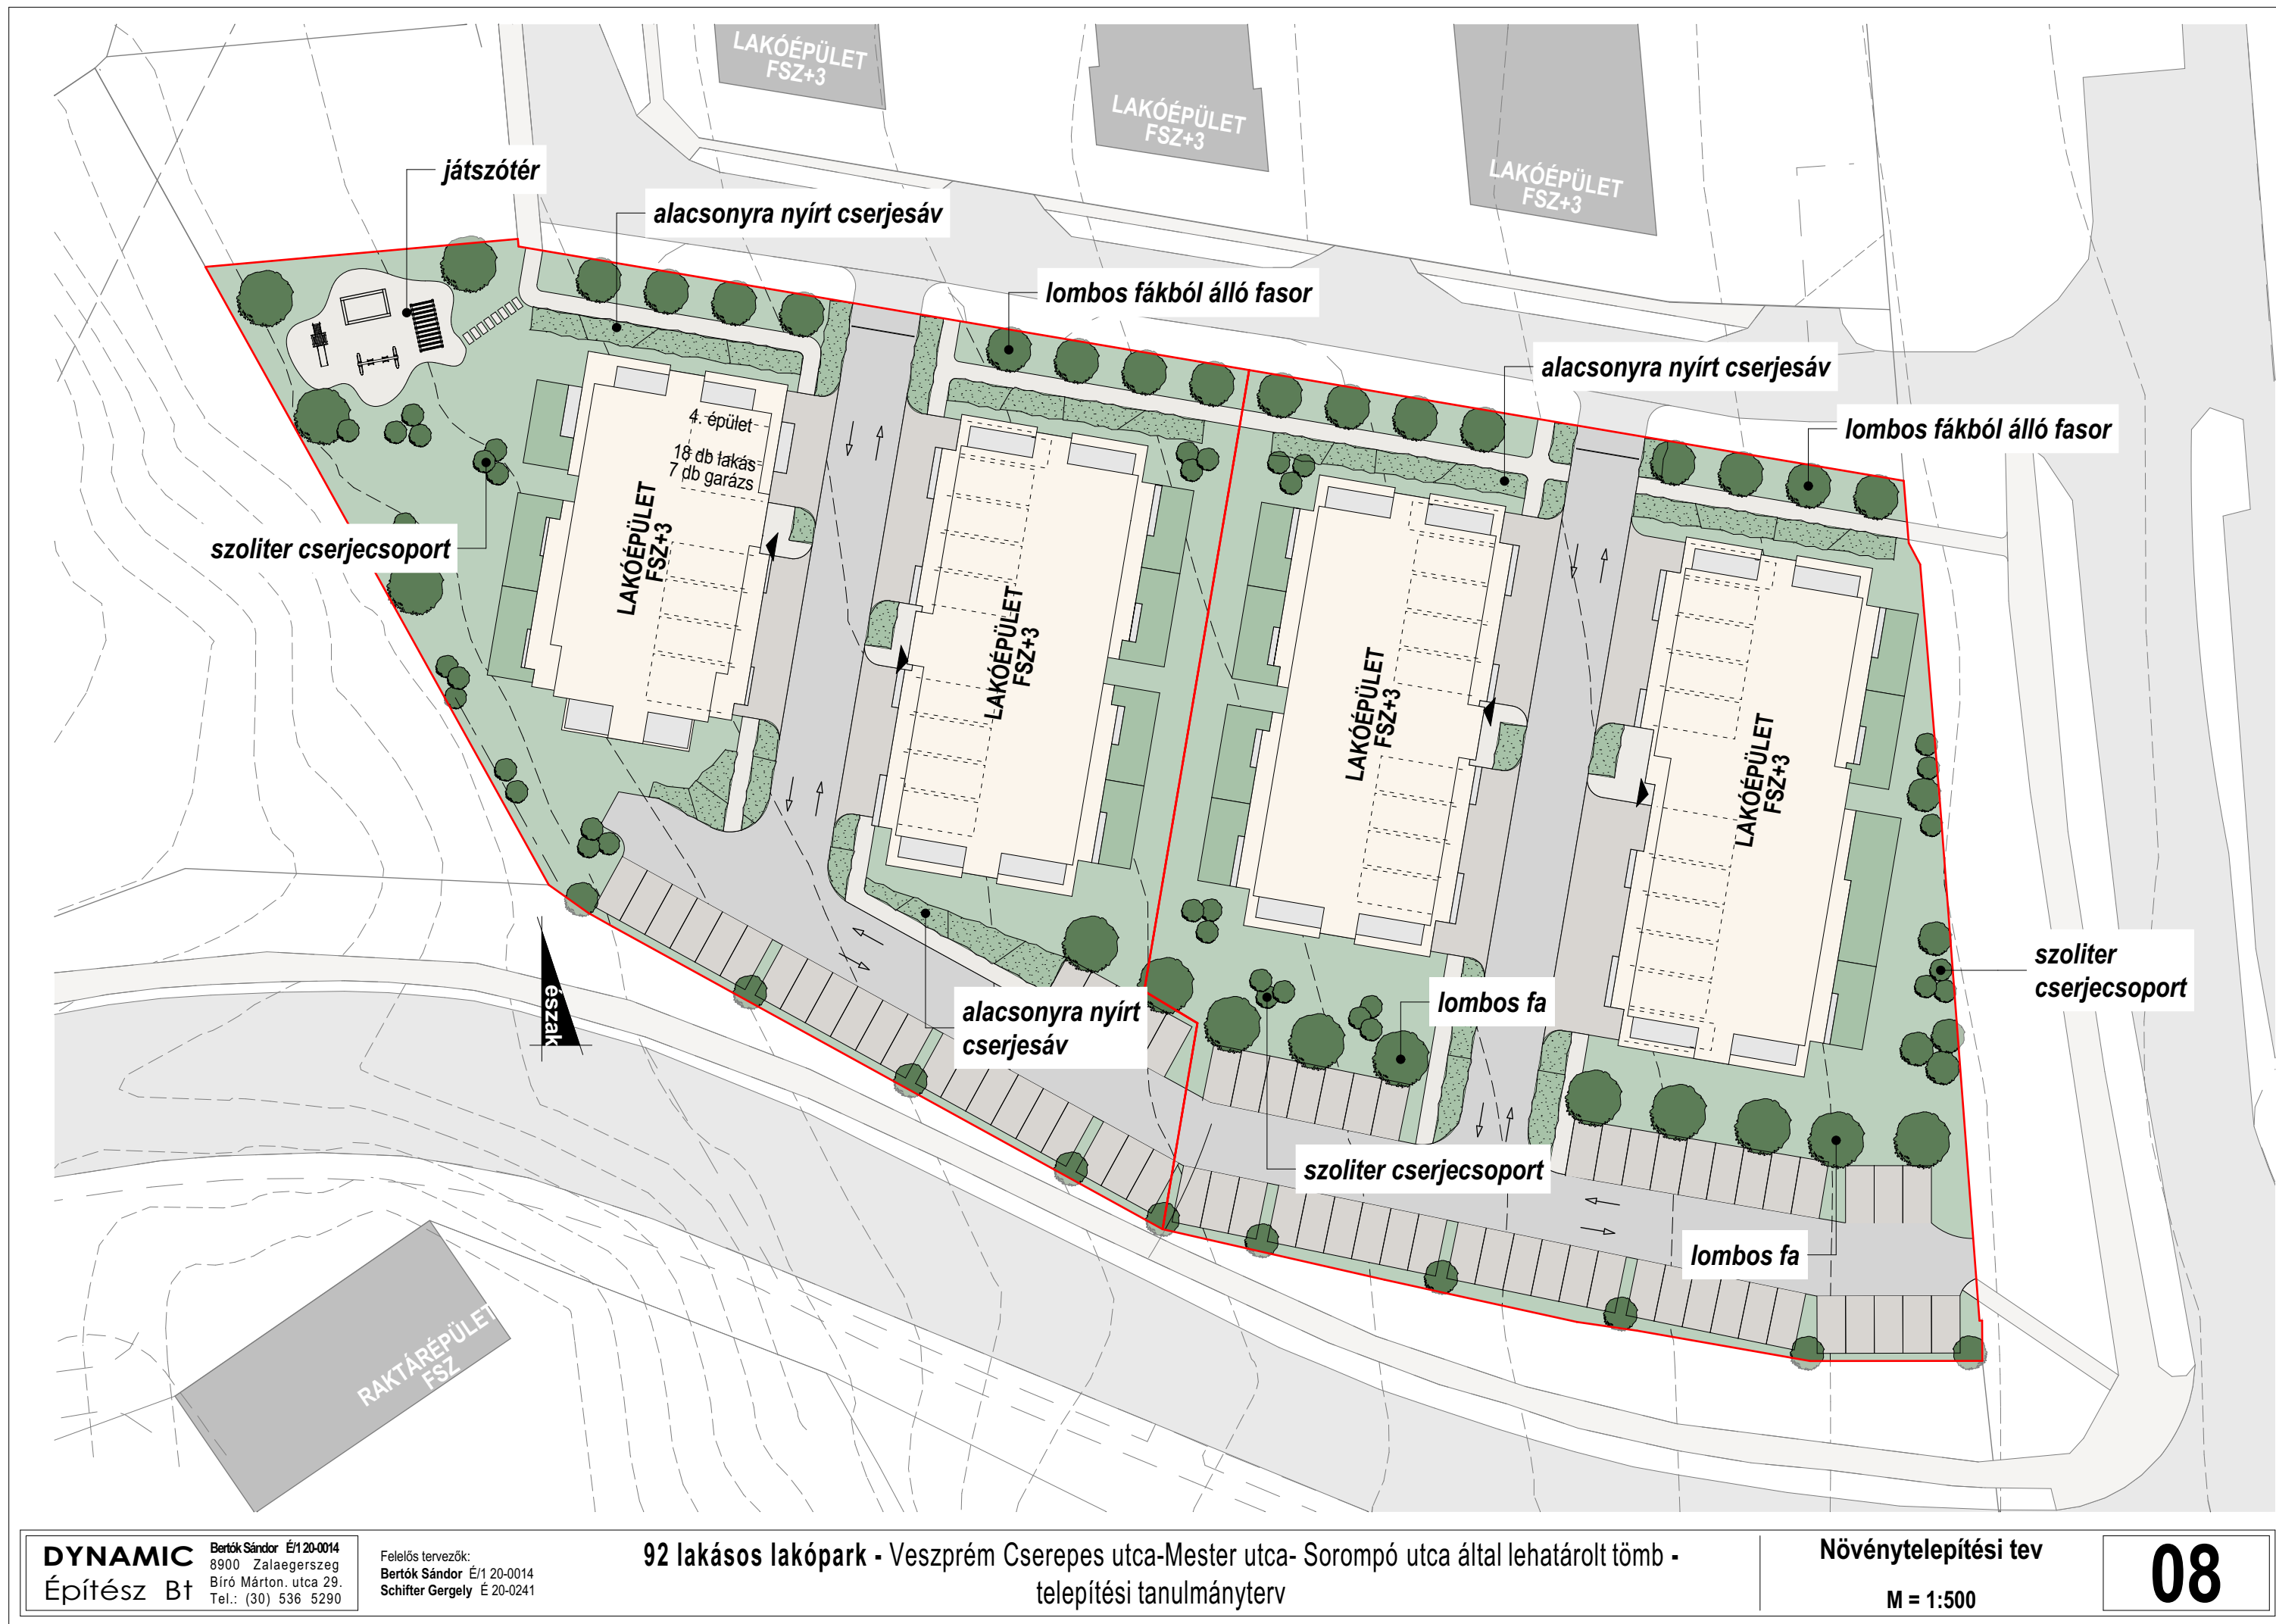 LAKÓÉPÜLET
FSZ+3
LAKÓÉPÜLET
FSZ+3
LAKÓÉPÜLET
FSZ+3
játszótér
alacsonyra nyírt cserjesáv
lombos fákból álló fasor
alacsonyra nyírt cserjesáv
lombos fákból álló fasor
4. épület
18 db lakás
7 db garázs
szoliter cserjecsoport
LAKÓÉPÜLET
FSZ+3
LAKÓÉPÜLET
FSZ+3
LAKÓÉPÜLET
FSZ+3
LAKÓÉPÜLET
FSZ+3
szoliter
cserjecsoport
észak
alacsonyra nyírt
cserjesáv
lombos fa
szoliter cserjecsoport
lombos fa
RAKTÁRÉPÜLET
FSZ
DYNAMIC
Építész Bt
Bertók Sándor É/1 20-0014
8900 Zalaegerszeg
Bíró Márton. utca 29.
Tel.: (30) 536 5290
Felelős tervezők:
Bertók Sándor É/1 20-0014
Schifter Gergely É 20-0241
92 lakásos lakópark - Veszprém Cserepes utca-Mester utca- Sorompó utca által lehatárolt tömb -
telepítési tanulmányterv
Növénytelepítési tev
M = 1:500
08